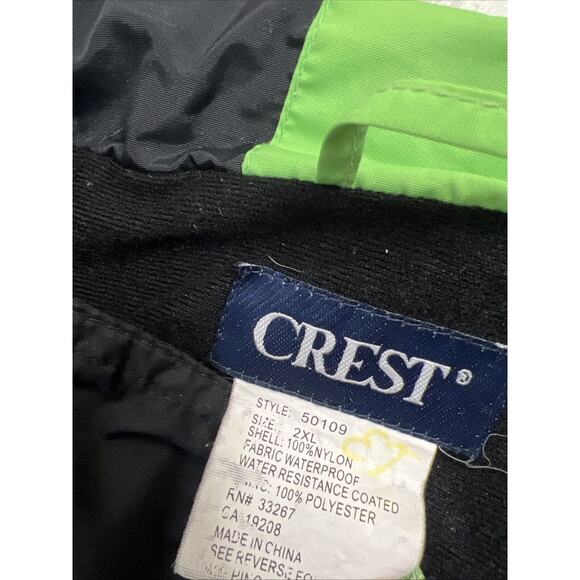 CREST®
STYLE: 50109
SIZE: 2XL
SHELL: 100%NYLON
FABRIC WATERPROOF
WATER RESISTANCE COATED
100% POLYESTER
RN# 33267
CA 19208
MADE IN CHINA
SEE REVERSE FO